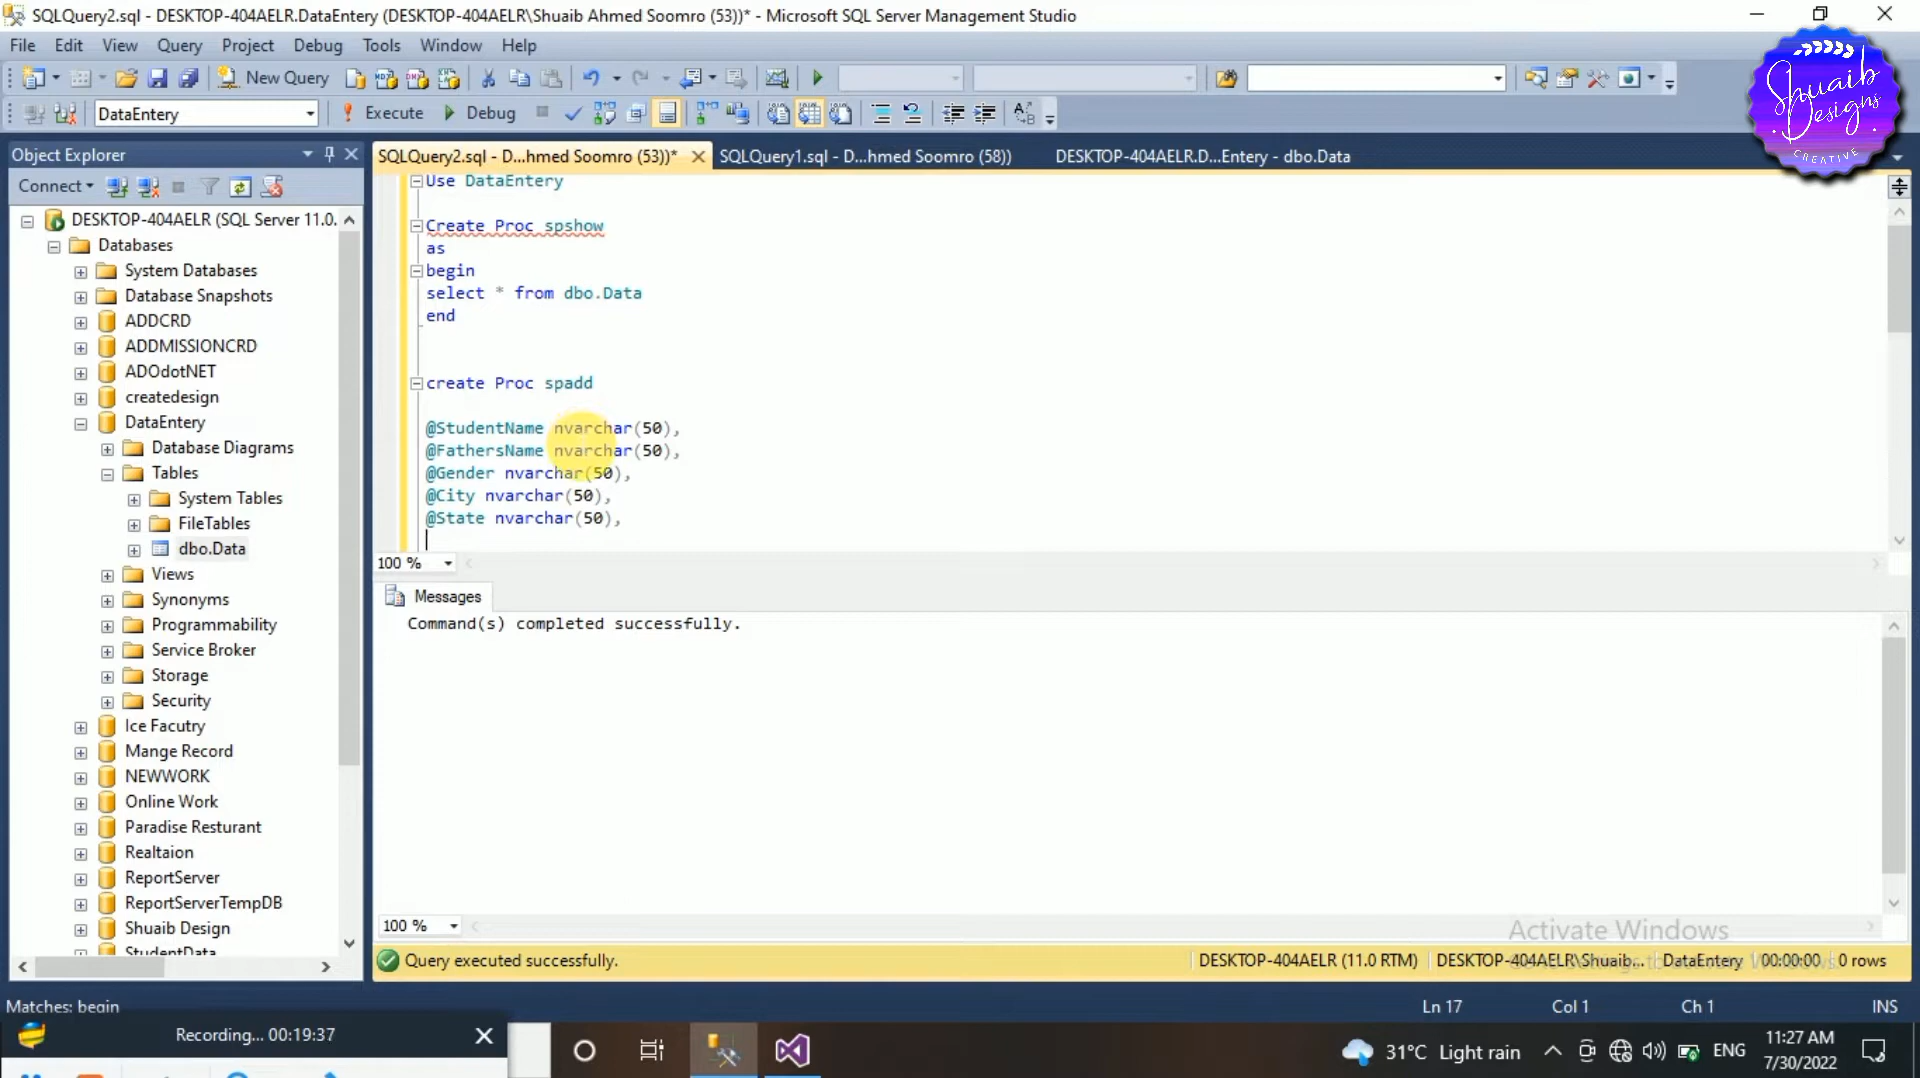 SQLQuery2.sql - DESKTOP-404AELR.DataEntery (DESKTOP-404AELR\Shuaib Ahmed Soomro (53))* - Microsoft SQL Server Management Studio
File Edit View Query Project Debug Tools Window Help
New Query
DataEntery Execute Debug
Shuaib
Designs
CREATIVE
Object Explorer
SQLQuery2.sql - D...hmed Soomro (53))* SQLQuery1.sql - D...hmed Soomro (58)) DESKTOP-404AELR.D...Entery - dbo.Data
Connect
DESKTOP-404AELR (SQL Server 11.0.
Databases
System Databases
Database Snapshots
ADDCRD
ADDMISSIONCRD
ADOdotNET
createdesign
DataEntery
Database Diagrams
Tables
System Tables
FileTables
dbo.Data
Views
Synonyms
Programmability
Service Broker
Storage
Security
Ice Facutry
Mange Record
NEWWORK
Online Work
Paradise Resturant
Realtaion
ReportServer
ReportServerTempDB
Shuaib Design
StudentData
Use DataEntery
Create Proc spshow
as
begin
select * from dbo.Data
end
create Proc spadd
@StudentName nvarchar(50),
@FathersName nvarchar(50),
@Gender nvarchar(50),
@City nvarchar(50),
@State nvarchar(50),
100 %
Messages
Command(s) completed successfully.
100 %
Activate Windows
Query executed successfully. DESKTOP-404AELR (11.0 RTM) DESKTOP-404AELR\Shuaib... DataEntery 00:00:00 0 rows
Matches: begin Ln 17 Col 1 Ch 1 INS
Recording... 00:19:37
31°C Light rain ENG 11:27 AM
7/30/2022